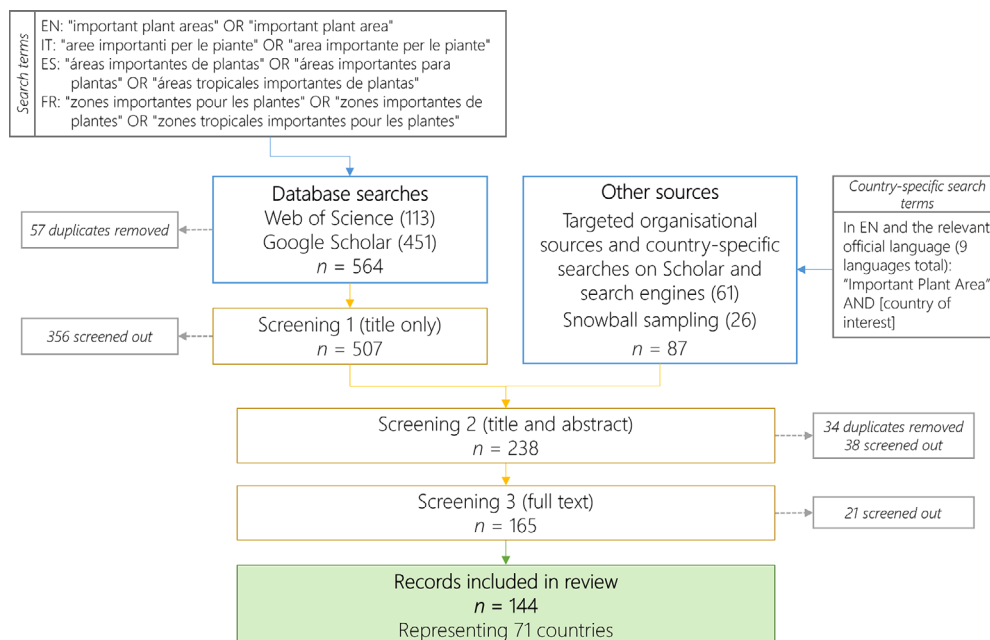 Search terms
EN: "important plant areas" OR "important plant area"
IT: "aree importanti per le piante" OR "area importante per le piante"
ES: "áreas importantes de plantas" OR "áreas importantes para
plantas" OR "áreas tropicales importantes de plantas"
FR: "zones importantes pour les plantes" OR "zones importantes de
plantes" OR "zones tropicales importantes pour les plantes"
Database searches
Web of Science (113)
Google Scholar (451)
n = 564
57 duplicates removed
Other sources
Targeted organisational
sources and country-specific
searches on Scholar and
search engines (61)
Snowball sampling (26)
n = 87
Country-specific search
terms
In EN and the relevant
official language (9
languages total):
“Important Plant Area”
AND [country of
interest]
Screening 1 (title only)
n = 507
356 screened out
Screening 2 (title and abstract)
n = 238
34 duplicates removed
38 screened out
Screening 3 (full text)
n = 165
21 screened out
Records included in review
n = 144
Representing 71 countries